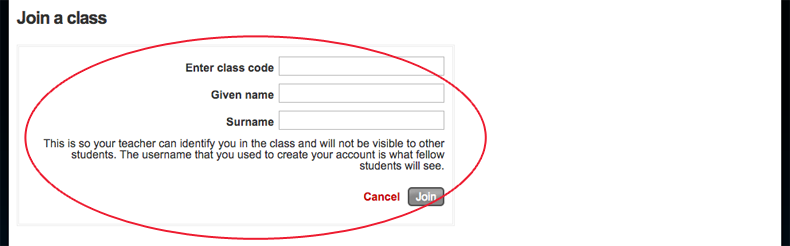 Join a class
Enter class code
Given name
Surname
This is so your teacher can identify you in the class and will not be visible to other
students. The username that you used to create your account is what fellow
students will see.
Cancel Join